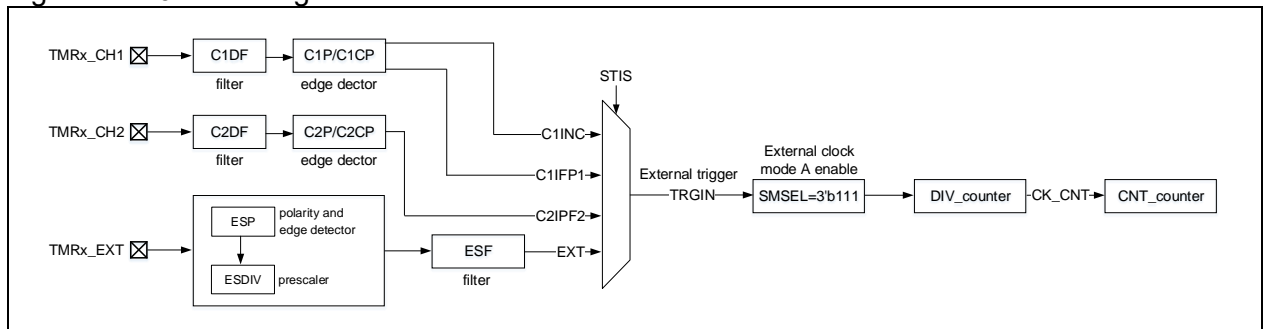 TMRx_CH1
C1DF
filter
C1P/C1CP
edge dector
STIS
TMRx_CH2
C2DF
filter
C2P/C2CP
edge dector
C1INC
C1IFP1
C2IPF2
EXT
External trigger
TRGIN
External clock
mode A enable
SMSEL=3'b111
DIV_counter
CK_CNT
CNT_counter
TMRx_EXT
ESP
polarity and
edge detector
ESDIV
prescaler
ESF
filter